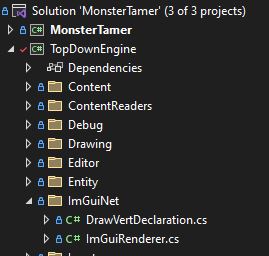 Solution 'MonsterTamer' (3 of 3 projects)
C# MonsterTamer
C# TopDownEngine
Dependencies
Content
ContentReaders
Debug
Drawing
Editor
Entity
ImGuiNet
C# DrawVertDeclaration.cs
C# ImGuiRenderer.cs